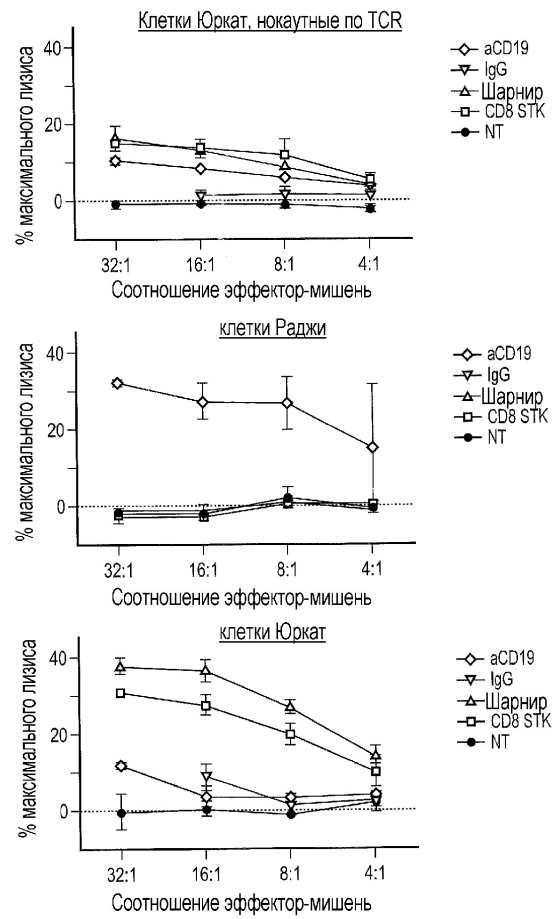 Клетки Юркат, нокаутные по TCR
% максимального лизиса
40
20
0
32:1 16:1 8:1 4:1
Соотношение эффектор-мишень
aCD19
IgG
Шарнир
CD8 STK
NT
клетки Раджи
% максимального лизиса
40
20
0
32:1 16:1 8:1 4:1
Соотношение эффектор-мишень
aCD19
IgG
Шарнир
CD8 STK
NT
клетки Юркат
% максимального лизиса
40
20
0
32:1 16:1 8:1 4:1
Соотношение эффектор-мишень
aCD19
IgG
Шарнир
CD8 STK
NT